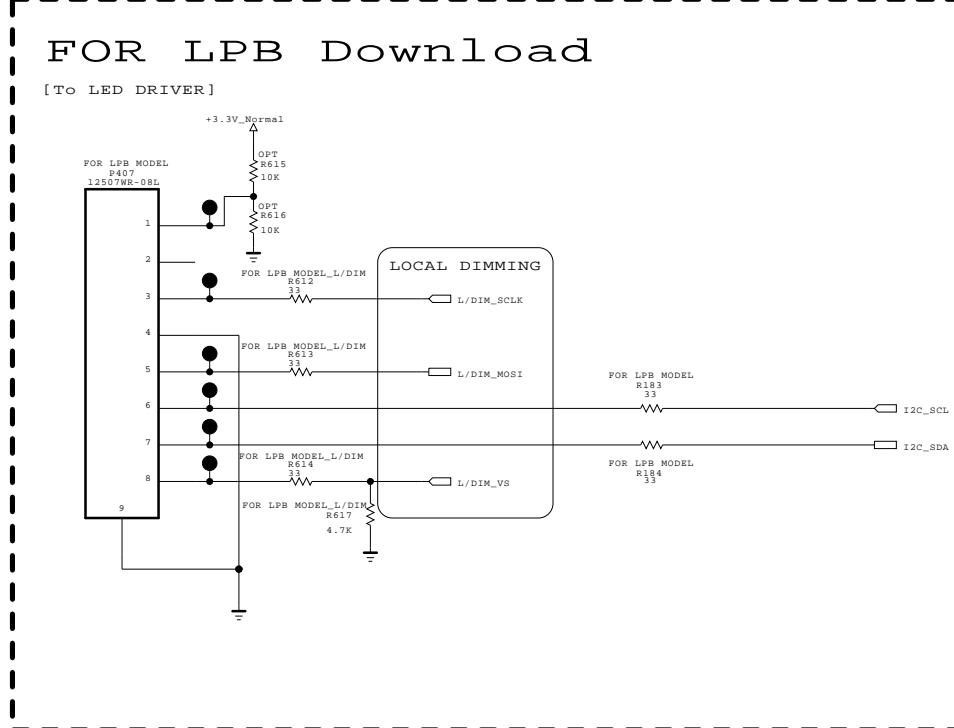 FOR LPB Download
[To LED DRIVER]
+3.3V_Normal
FOR LPB MODEL
P407
12507WR-08L
OPT
R615
10K
OPT
R616
10K
1
2
3
4
5
6
7
8
9
LOCAL DIMMING
FOR LPB MODEL_L/DIM
R612
33
L/DIM_SCLK
FOR LPB MODEL_L/DIM
R613
33
L/DIM_MOSI
FOR LPB MODEL
R183
33
I2C_SCL
I2C_SDA
FOR LPB MODEL
R184
33
FOR LPB MODEL_L/DIM
R614
33
L/DIM_VS
FOR LPB MODEL_L/DIM
R617
4.7K